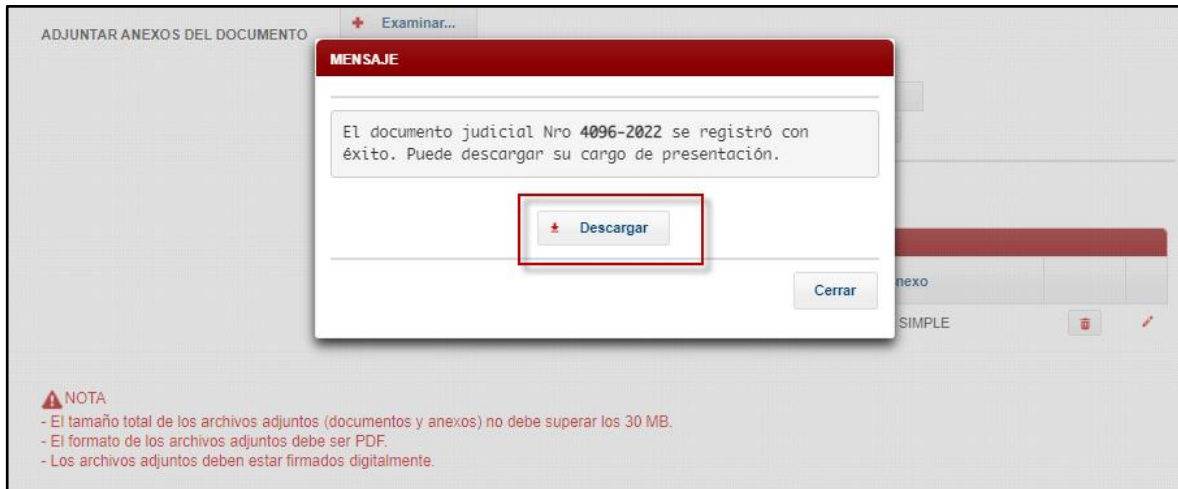 ADJUNTAR ANEXOS DEL DOCUMENTO
Examinar...
MENSAJE
El documento judicial Nro 4096-2022 se registró con
éxito. Puede descargar su cargo de presentación.
Descargar
Cerrar
nexo
SIMPLE
NOTA
- El tamaño total de los archivos adjuntos (documentos y anexos) no debe superar los 30 MB.
- El formato de los archivos adjuntos debe ser PDF.
- Los archivos adjuntos deben estar firmados digitalmente.